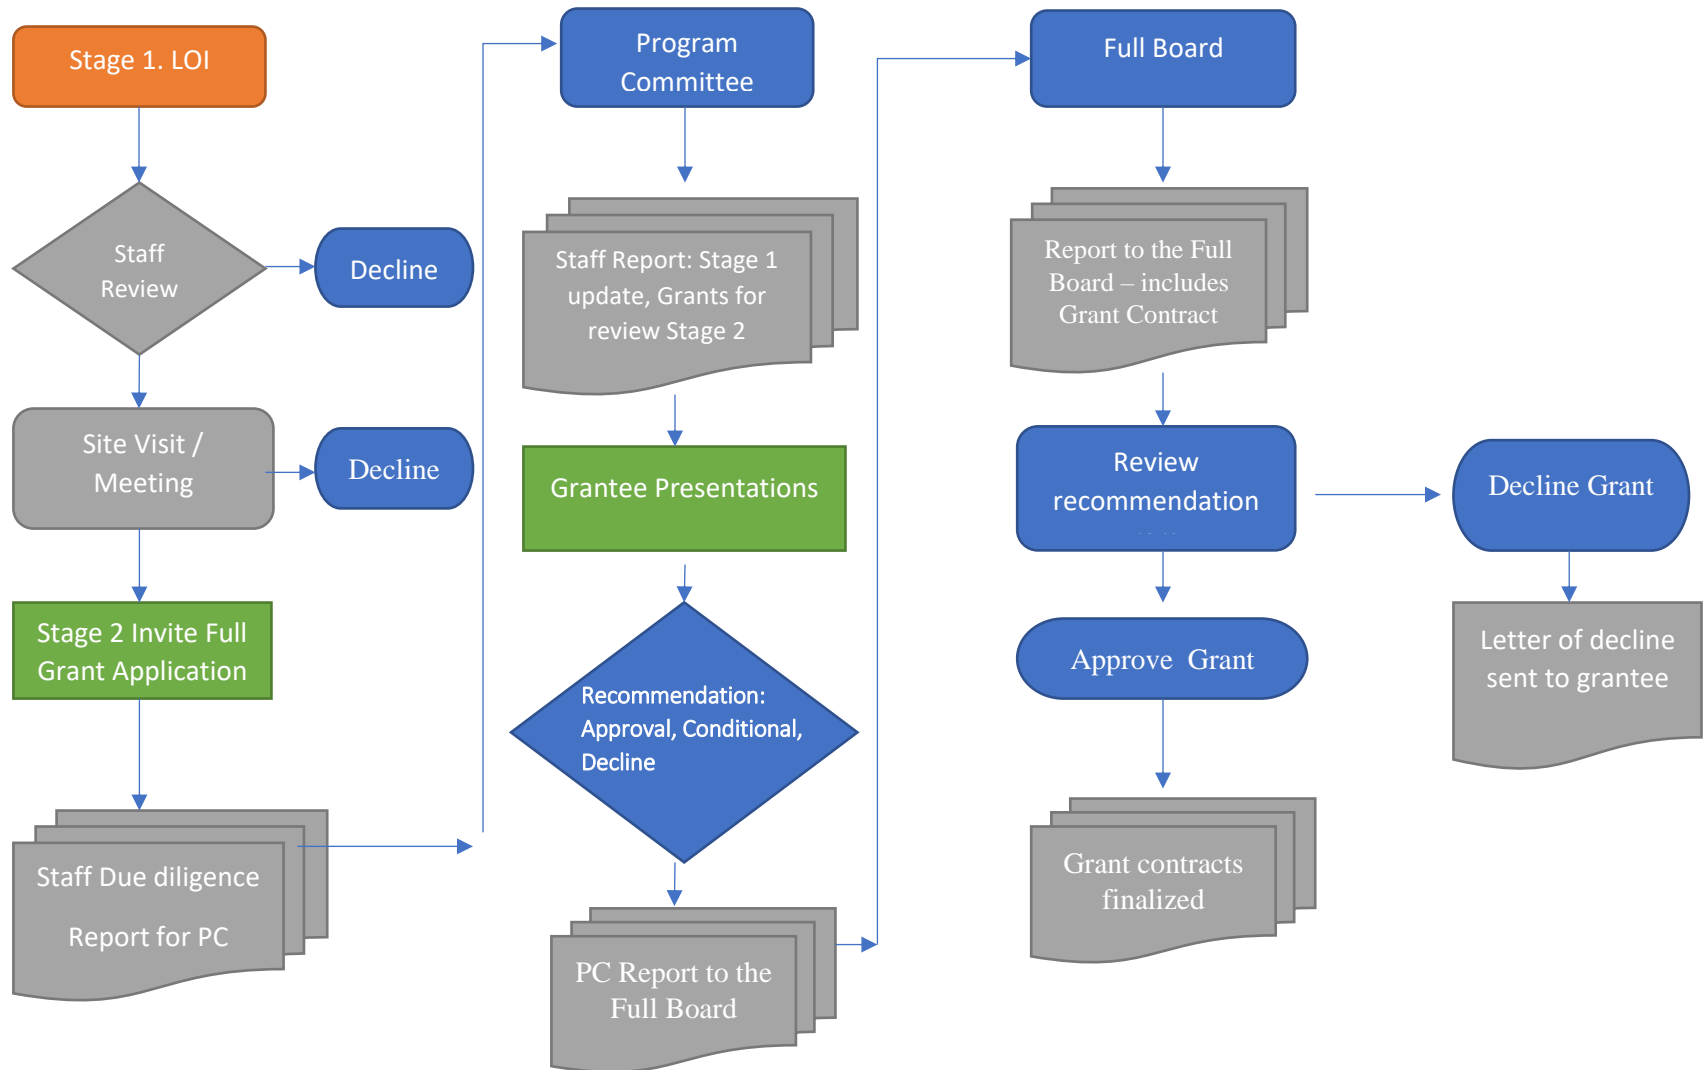 Stage 1. LOI
Staff
Review
Decline
Site Visit /
Meeting
Decline
Stage 2 Invite Full
Grant Application
Staff Due diligence
Report for PC
Program
Committee
Staff Report: Stage 1
update, Grants for
review Stage 2
Grantee Presentations
Recommendation:
Approval, Conditional,
Decline
PC Report to the
Full Board
Full Board
Report to the Full
Board – includes
Grant Contract
Review
recommendation
Decline Grant
Approve  Grant
Letter of decline
sent to grantee
Grant contracts
finalized